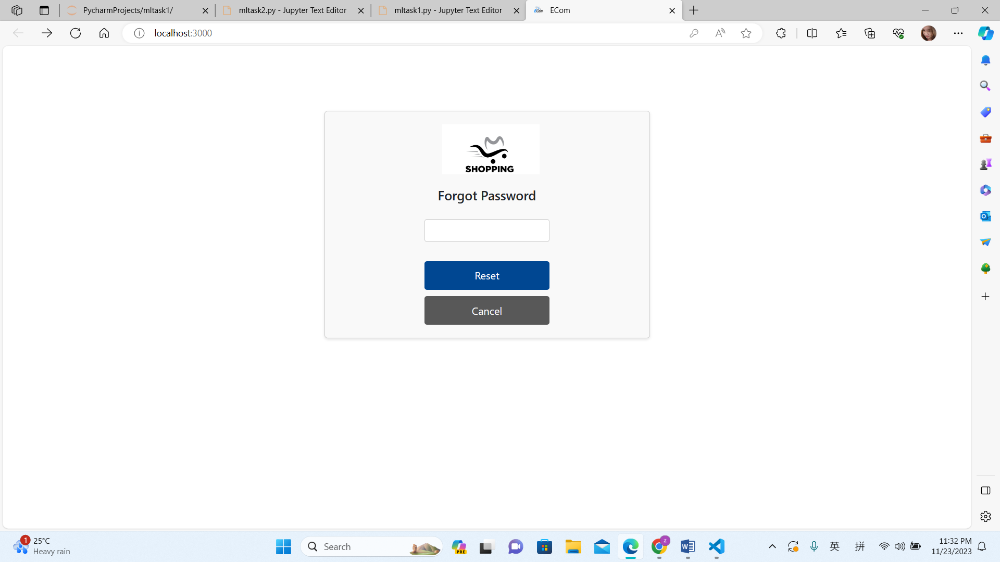 PycharmProjects/mltask1/
mltask2.py - Jupyter Text Editor
mltask1.py - Jupyter Text Editor
ECom
localhost:3000
SHOPPING
Forgot Password
Reset
Cancel
1
25°C
Heavy rain
Search
PRE
z
英
拼
11:32 PM
11/23/2023